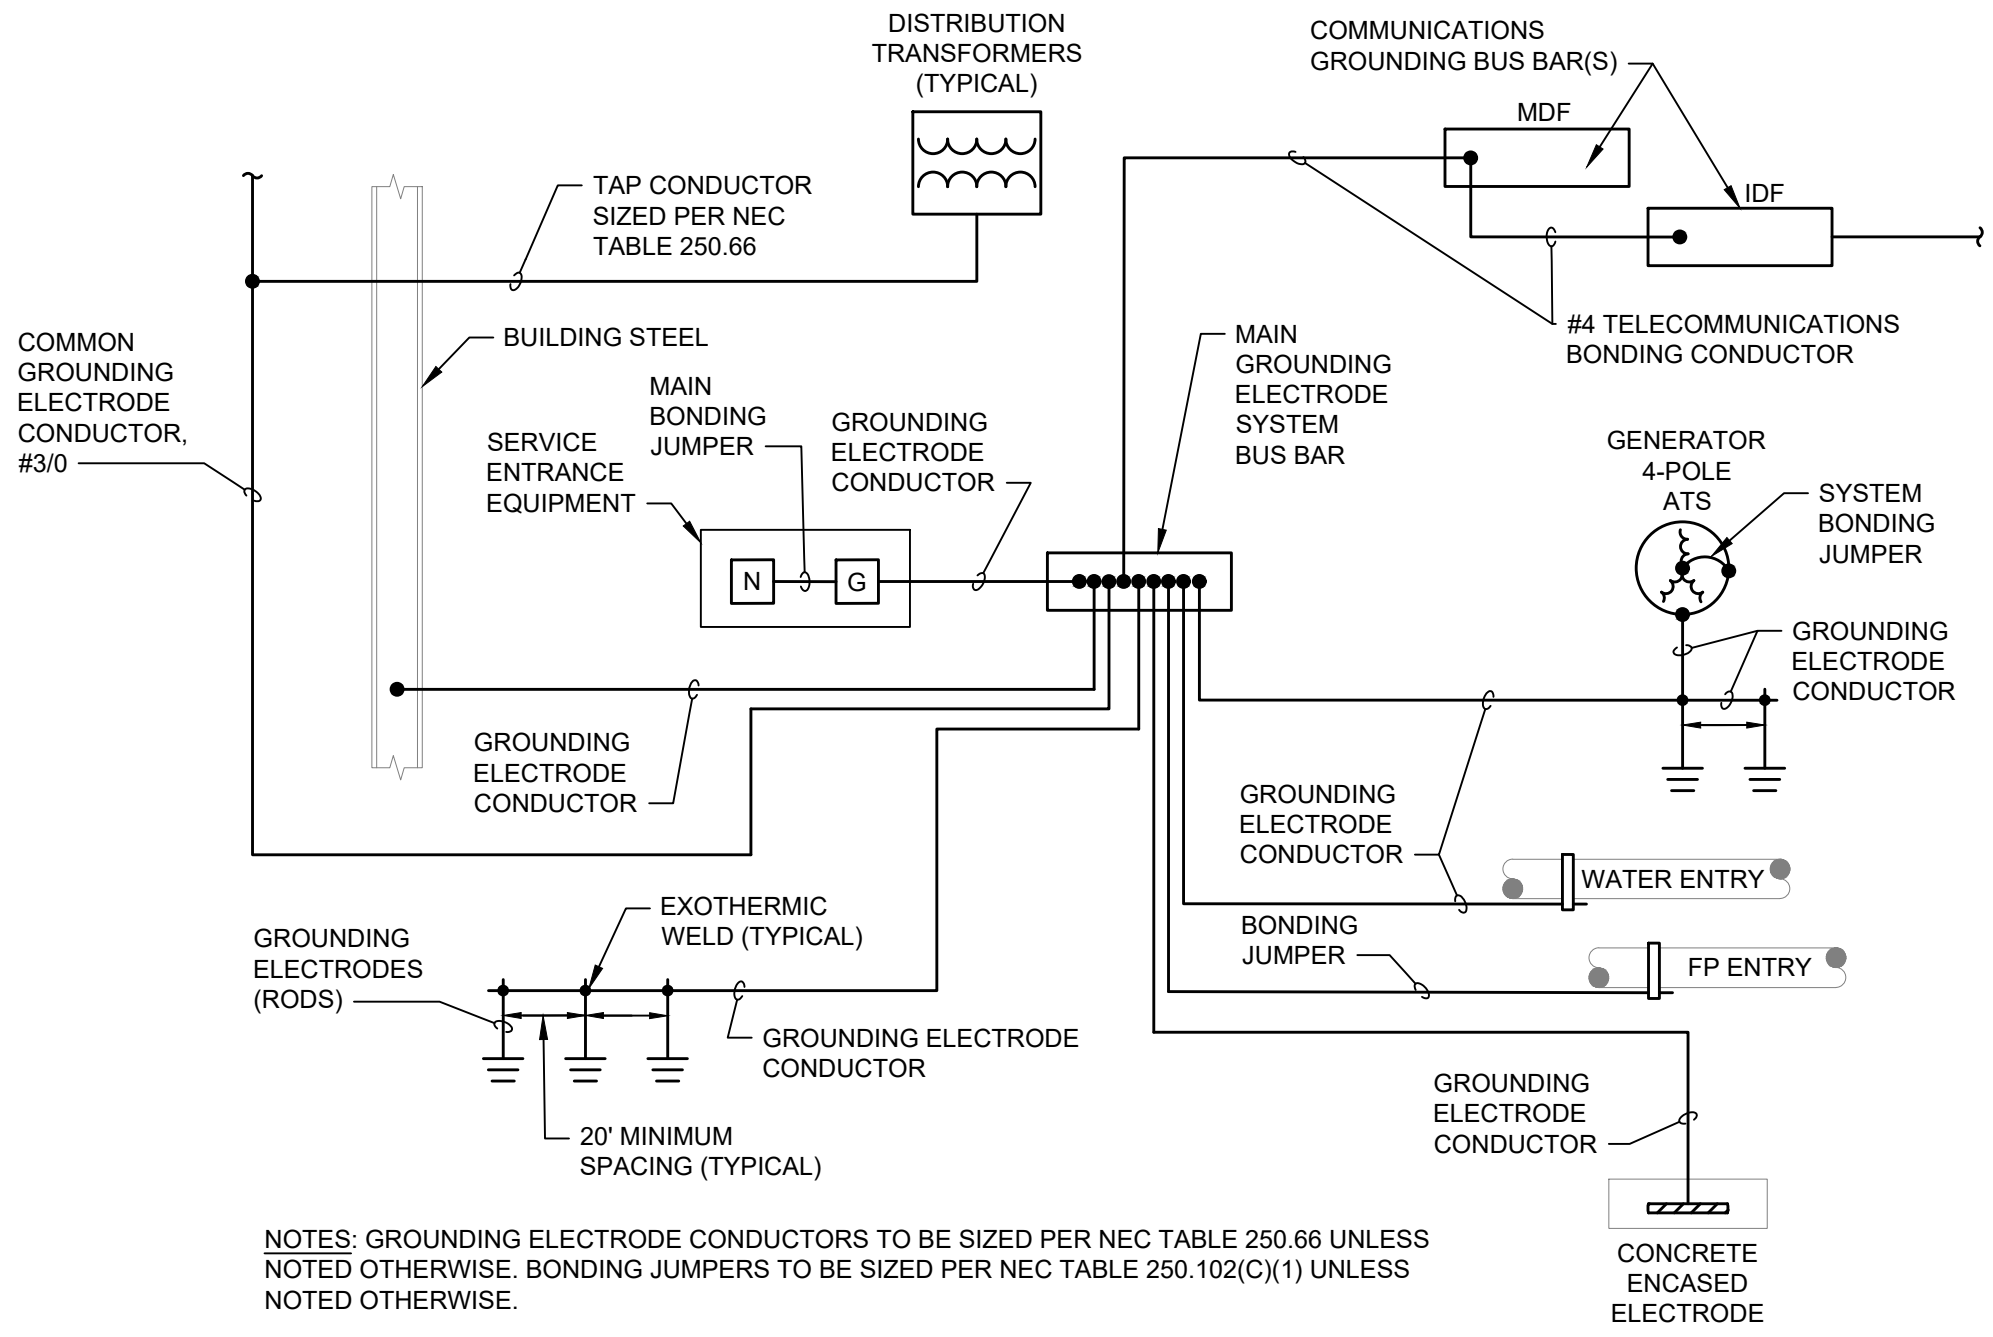 DISTRIBUTION
TRANSFORMERS
(TYPICAL)
COMMUNICATIONS
GROUNDING BUS BAR(S)
MDF
IDF
TAP CONDUCTOR
SIZED PER NEC
TABLE 250.66
#4 TELECOMMUNICATIONS
BONDING CONDUCTOR
COMMON
GROUNDING
ELECTRODE
CONDUCTOR,
#3/0
BUILDING STEEL
MAIN
BONDING
JUMPER
SERVICE
ENTRANCE
EQUIPMENT
GROUNDING
ELECTRODE
CONDUCTOR
MAIN
GROUNDING
ELECTRODE
SYSTEM
BUS BAR
GENERATOR
4-POLE
ATS
SYSTEM
BONDING
JUMPER
N
G
GROUNDING
ELECTRODE
CONDUCTOR
GROUNDING
ELECTRODE
CONDUCTOR
GROUNDING
ELECTRODE
CONDUCTOR
WATER ENTRY
BONDING
JUMPER
FP ENTRY
EXOTHERMIC
WELD (TYPICAL)
GROUNDING
ELECTRODES
(RODS)
GROUNDING ELECTRODE
CONDUCTOR
20' MINIMUM
SPACING (TYPICAL)
GROUNDING
ELECTRODE
CONDUCTOR
CONCRETE
ENCASED
ELECTRODE
NOTES: GROUNDING ELECTRODE CONDUCTORS TO BE SIZED PER NEC TABLE 250.66 UNLESS
NOTED OTHERWISE. BONDING JUMPERS TO BE SIZED PER NEC TABLE 250.102(C)(1) UNLESS
NOTED OTHERWISE.